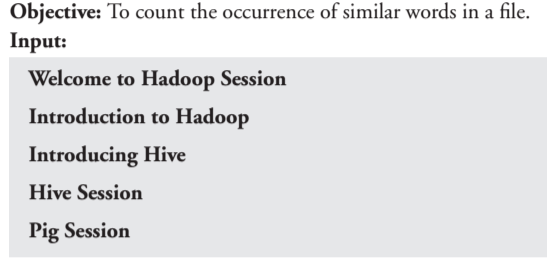 Objective: To count the occurrence of similar words in a file.
Input:
Welcome to Hadoop Session
Introduction to Hadoop
Introducing Hive
Hive Session
Pig Session